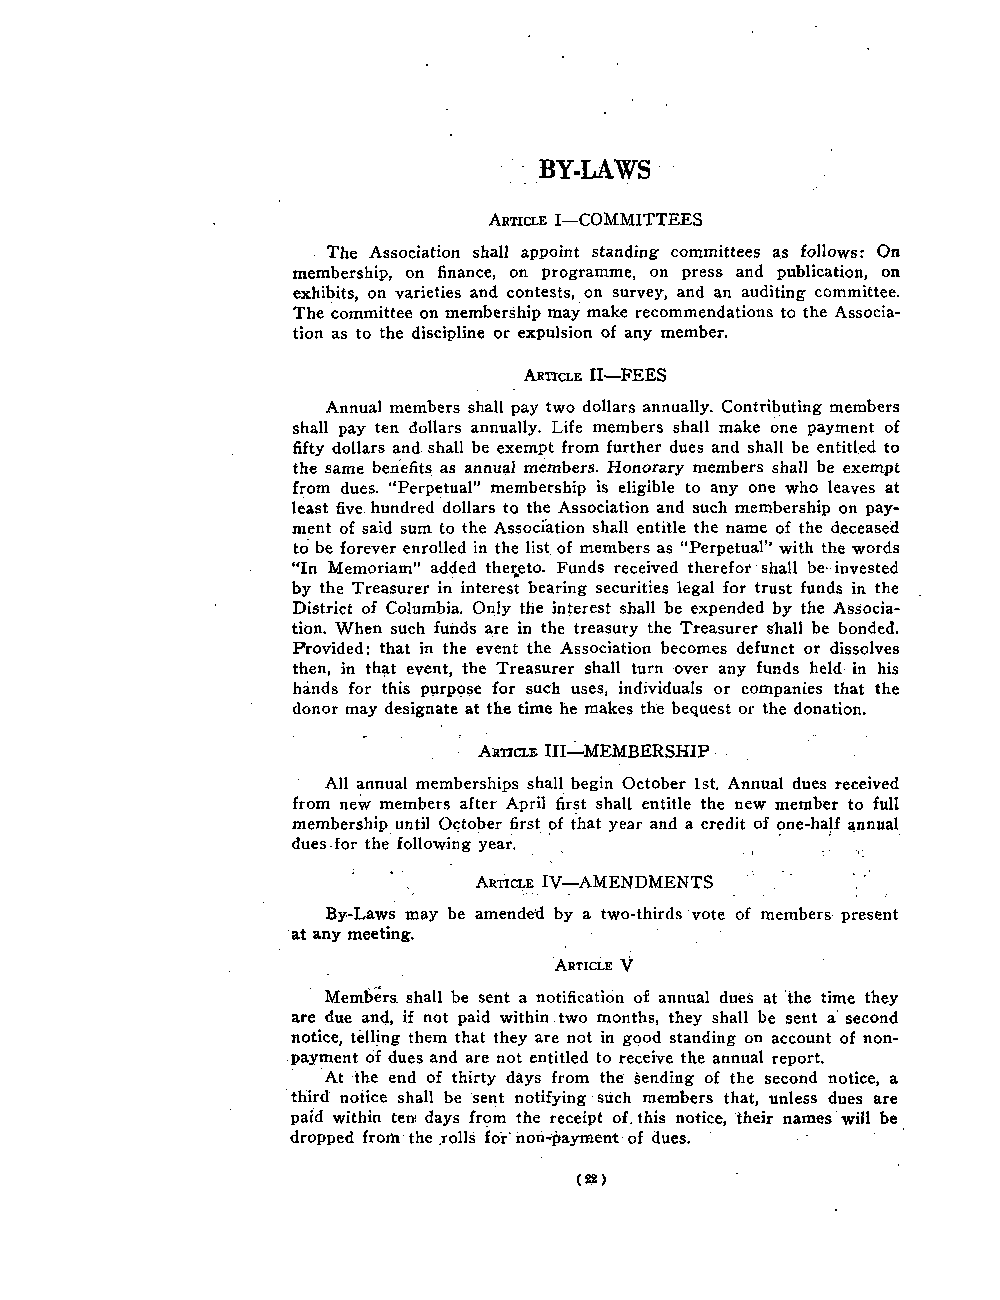 BY-LAWS
ARTICLE I—COMMITTEES
The Association shall appoint standing committees as follows: On
membership, on finance, on programme, on press and publication, on
exhibits, on varieties and contests, on survey, and an auditing committee.
The committee on membership may make recommendations to the Associa-
tion as to the discipline or expulsion of any member.
ARTICLE II—FEES
Annual members shall pay two dollars annually. Contributing members
shall pay ten dollars annually. Life members shall make one payment of
fifty dollars and shall be exempt from further dues and shall be entitled to
the same benefits as annual members. Honorary members shall be exempt
from dues. "Perpetual" membership is eligible to any one who leaves at
least five hundred dollars to the Association and such membership on pay-
ment of said sum to the Association shall entitle the name of the deceased
to be forever enrolled in the list of members as "Perpetual" with the words
"In Memoriam" added thereto. Funds received therefor shall be invested
by the Treasurer in interest bearing securities legal for trust funds in the
District of Columbia. Only the interest shall be expended by the Associa-
tion. When such funds are in the treasury the Treasurer shall be bonded.
Provided: that in the event the Association becomes defunct or dissolves
then, in that event, the Treasurer shall turn over any funds held in his
hands for this purpose for such uses, individuals or companies that the
donor may designate at the time he makes the bequest or the donation.
ARTICLE III—MEMBERSHIP
All annual memberships shall begin October 1st. Annual dues received
from new members after April first shall entitle the new member to full
membership until October first of that year and a credit of one-half annual
dues for the following year.
ARTICLE IV—AMENDMENTS
By-Laws may be amended by a two-thirds vote of members present
at any meeting.
ARTICLE V
Members shall be sent a notification of annual dues at the time they
are due and, if not paid within two months, they shall be sent a second
notice, telling them that they are not in good standing on account of non-
payment of dues and are not entitled to receive the annual report.
At the end of thirty days from the sending of the second notice, a
third notice shall be sent notifying such members that, unless dues are
paid within ten days from the receipt of this notice, their names will be
dropped from the rolls for non-payment of dues.
(22)